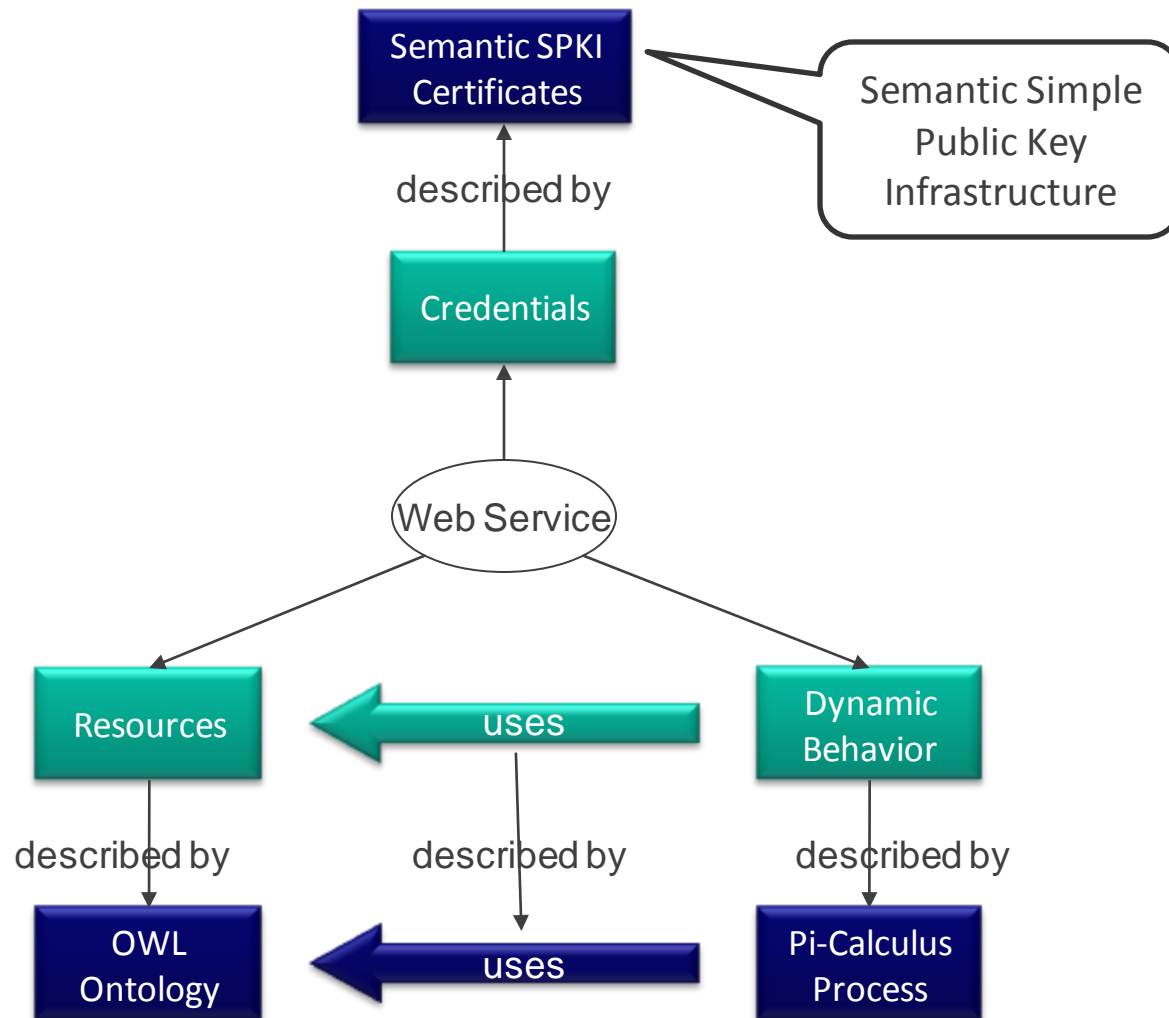 Semantic SPKI
Certificates
Semantic Simple
Public Key
Infrastructure
described by
Credentials
Web Service
Resources
uses
Dynamic
Behavior
described by
described by
described by
OWL
Ontology
uses
Pi-Calculus
Process